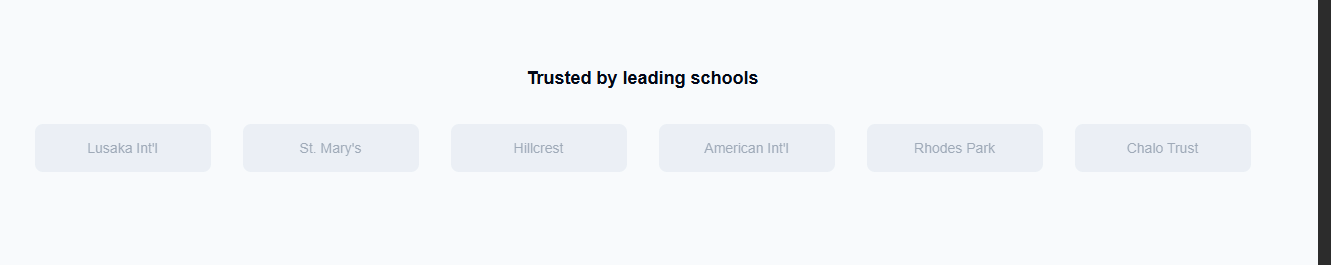 Trusted by leading schools
Lusaka Int'l
St. Mary's
Hillcrest
American Int'l
Rhodes Park
Chalo Trust